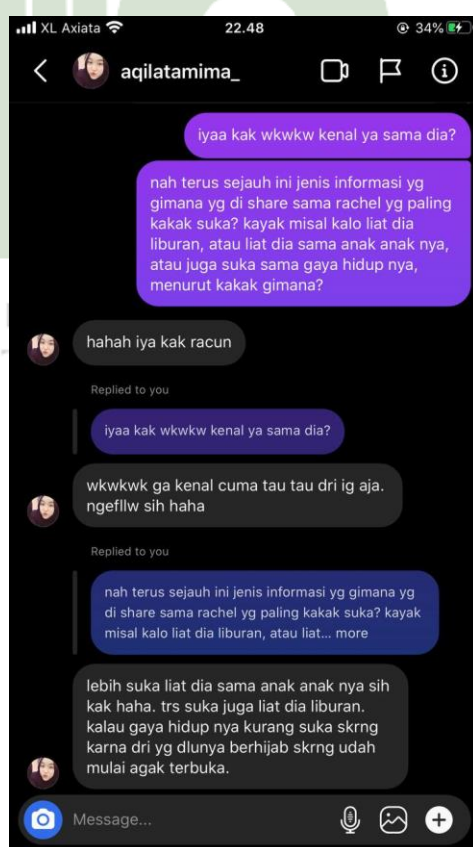 XL Axiata
22.48
34%
aqilatamima_
iyaa kak wkwkw kenal ya sama dia?
nah terus sejauh ini jenis informasi yg
gimana yg di share sama rachel yg paling
kakak suka? kayak misal kalo liat dia
liburan, atau liat dia sama anak anak nya,
atau juga suka sama gaya hidup nya,
menurut kakak gimana?
hahah iya kak racun
Replied to you
iyaa kak wkwkw kenal ya sama dia?
wkwkwk ga kenal cuma tau tau dri ig aja.
ngefllw sih haha
Replied to you
nah terus sejauh ini jenis informasi yg gimana yg
di share sama rachel yg paling kakak suka? kayak
misal kalo liat dia liburan, atau liat... more
lebih suka liat dia sama anak anak nya sih
kak haha. trs suka juga liat dia liburan.
kalau gaya hidup nya kurang suka skrng
karna dri yg dlunya berhijab skrng udah
mulai agak terbuka.
Message...